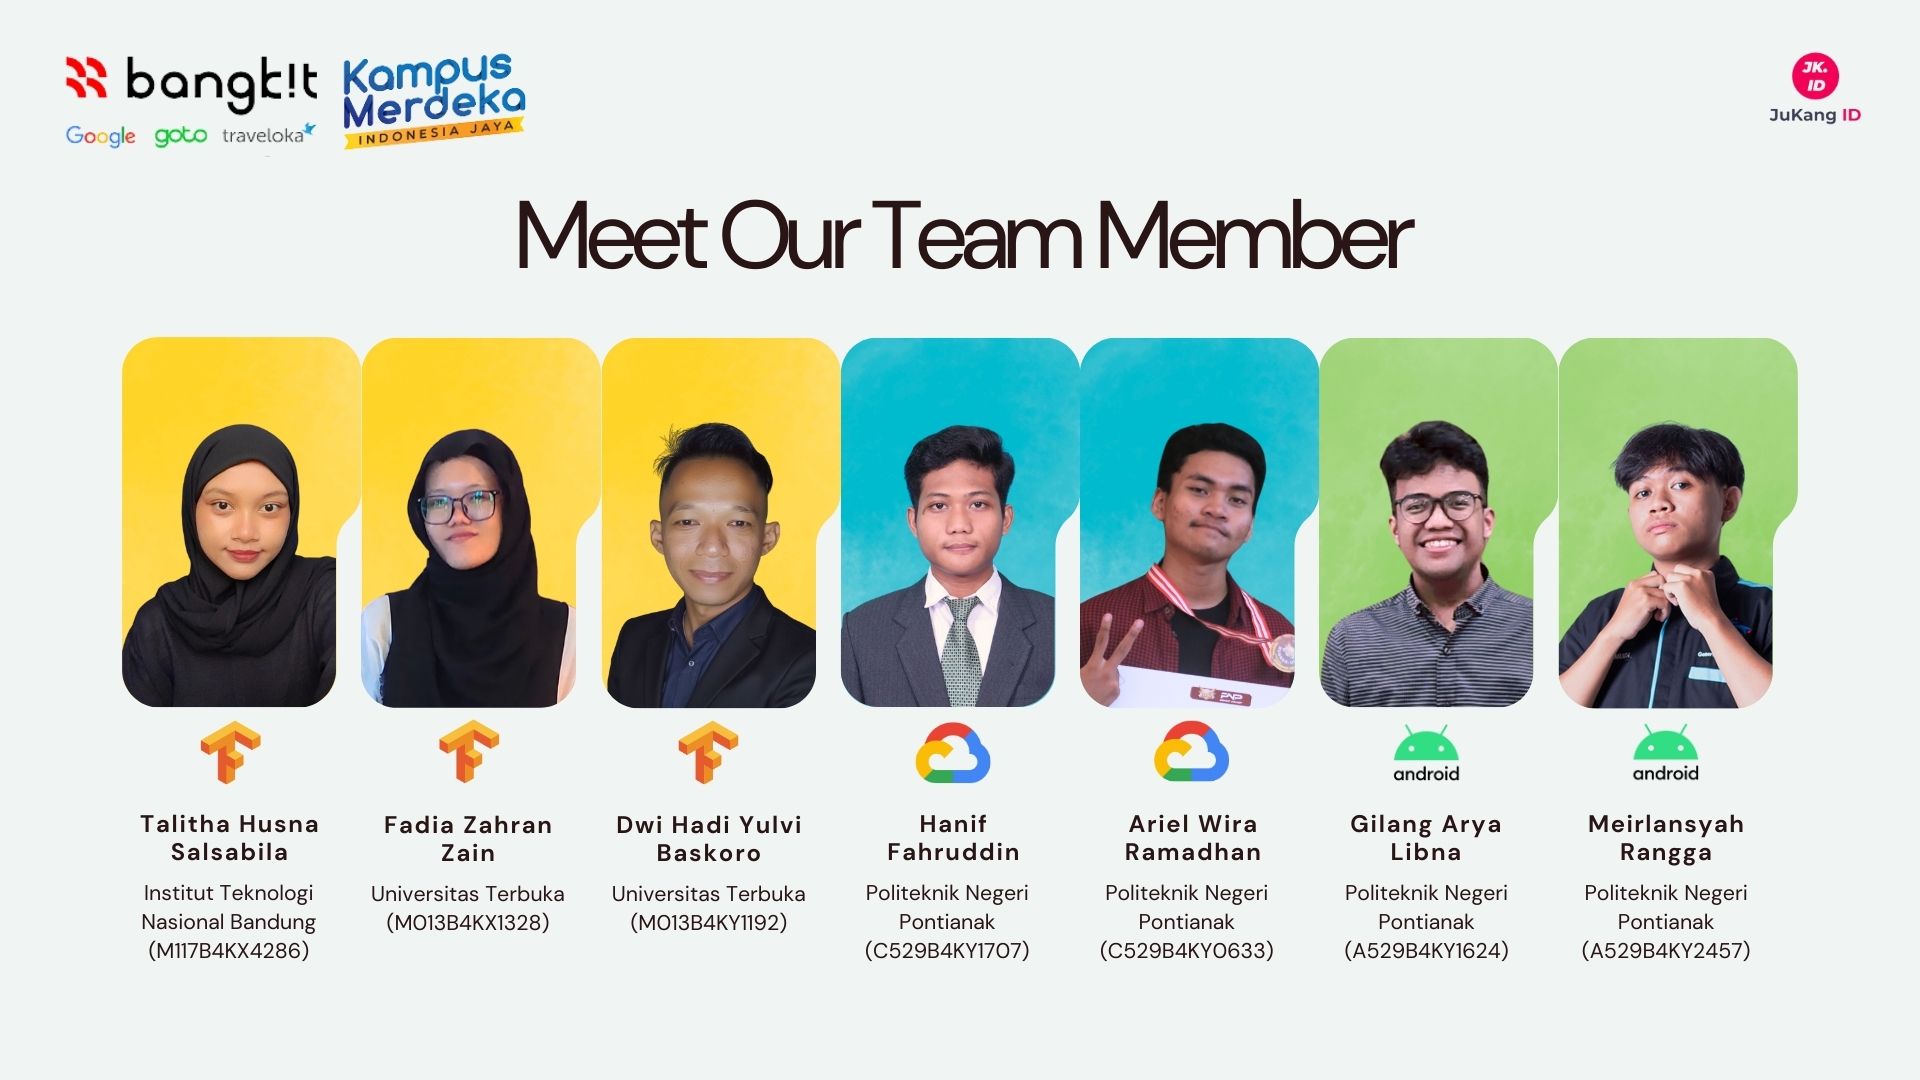 bangk!t
Google goto traveloka
Kampus
Merdeka
INDONESIA JAYA
JK.
ID
JuKang ID
Meet Our Team Member
android
android
Talitha Husna
Salsabila
Institut Teknologi
Nasional Bandung
(M117B4KX4286)
Fadia Zahran
Zain
Universitas Terbuka
(M013B4KX1328)
Dwi Hadi Yulvi
Baskoro
Universitas Terbuka
(M013B4KY1192)
Hanif
Fahruddin
Politeknik Negeri
Pontianak
(C529B4KY1707)
Ariel Wira
Ramadhan
Politeknik Negeri
Pontianak
(C529B4KY0633)
Gilang Arya
Libna
Politeknik Negeri
Pontianak
(A529B4KY1624)
Meirlansyah
Rangga
Politeknik Negeri
Pontianak
(A529B4KY2457)